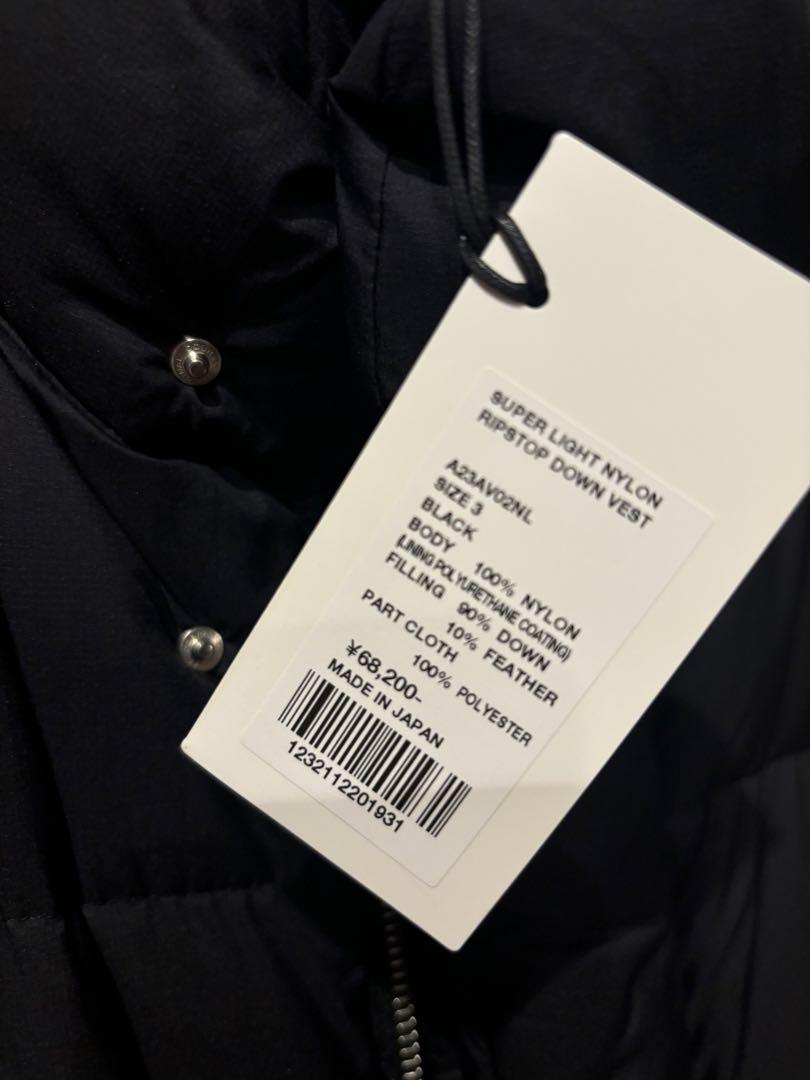 SUPER LIGHT NYLON
RIPSTOP DOWN VEST
A23AV02NL
SIZE 3
BLACK
BODY 100% NYLON
(LINING POLYURETHANE COATING)
FILLING 90% DOWN
10% FEATHER
PART CLOTH
100% POLYESTER
¥68,200-
MADE IN JAPAN
1232112201931